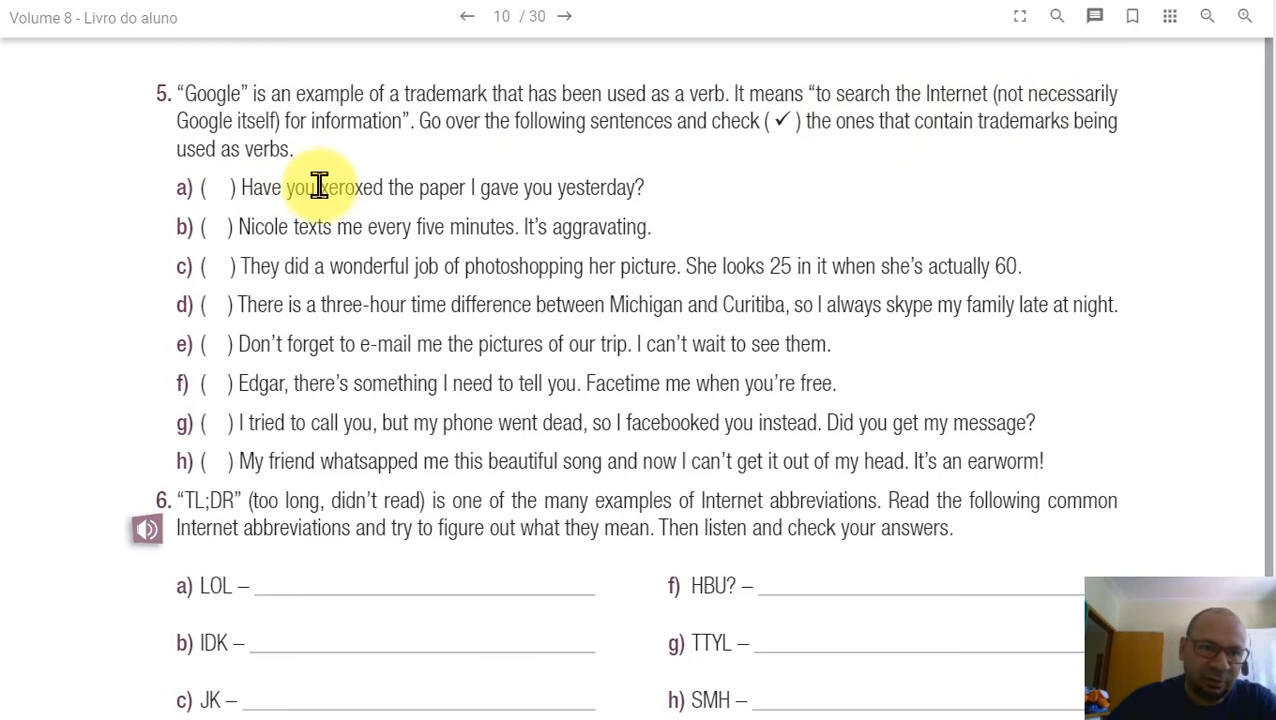 Volume 8 - Livro do aluno
10 / 30
5. “Google” is an example of a trademark that has been used as a verb. It means “to search the Internet (not necessarily
Google itself) for information”. Go over the following sentences and check ( ✓ ) the ones that contain trademarks being
used as verbs.
a) (   ) Have you xeroxed the paper I gave you yesterday?
b) (   ) Nicole texts me every five minutes. It’s aggravating.
c) (   ) They did a wonderful job of photoshopping her picture. She looks 25 in it when she’s actually 60.
d) (   ) There is a three-hour time difference between Michigan and Curitiba, so I always skype my family late at night.
e) (   ) Don’t forget to e-mail me the pictures of our trip. I can’t wait to see them.
f) (   ) Edgar, there’s something I need to tell you. Facetime me when you’re free.
g) (   ) I tried to call you, but my phone went dead, so I facebooked you instead. Did you get my message?
h) (   ) My friend whatsapped me this beautiful song and now I can’t get it out of my head. It’s an earworm!
6. “TL;DR” (too long, didn’t read) is one of the many examples of Internet abbreviations. Read the following common
Internet abbreviations and try to figure out what they mean. Then listen and check your answers.
a) LOL –
b) IDK –
c) JK –
f) HBU? –
g) TTYL –
h) SMH –